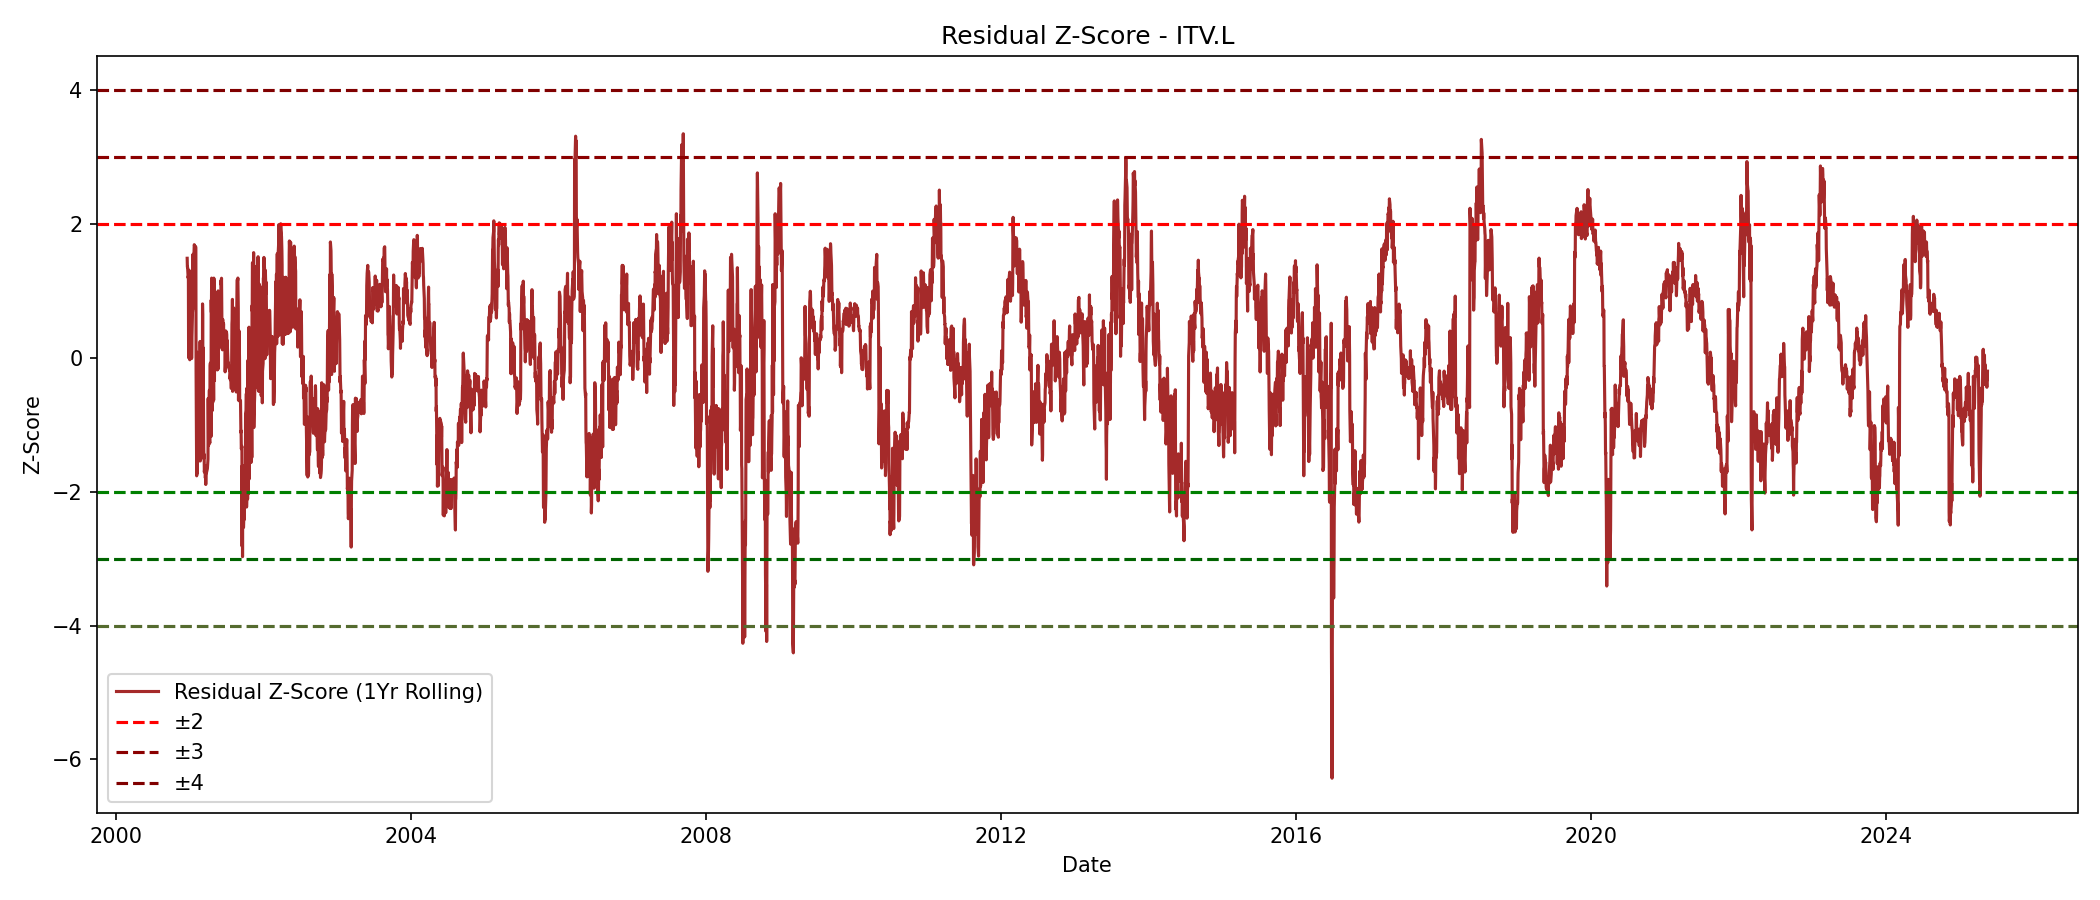 Residual Z-Score - ITV.L
Z-Score
4
2
0
−2
−4
−6
Residual Z-Score (1Yr Rolling)
±2
±3
±4
2000 2004 2008 2012 2016 2020 2024
Date